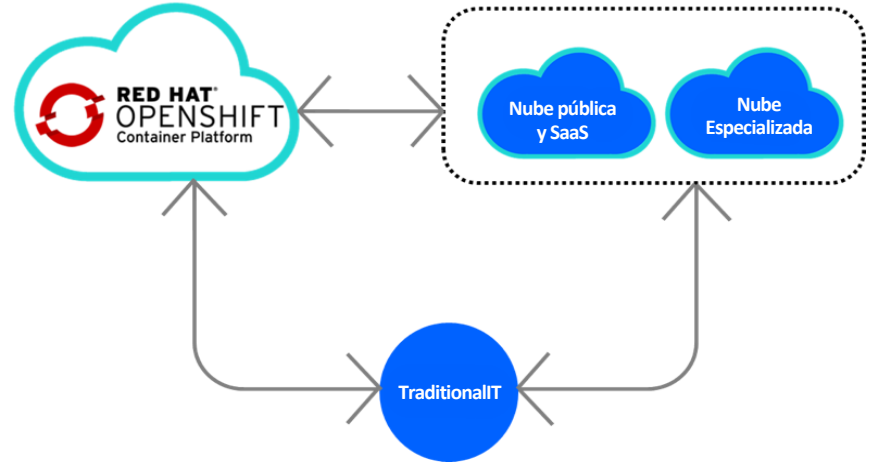 RED HAT®
OPENSHIFT
Container Platform
Nube pública
y SaaS
Nube
Especializada
TraditionalIT